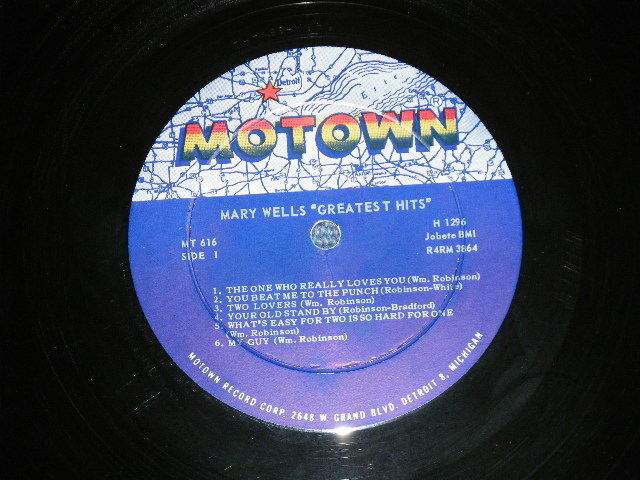 Detroit
Erie
MOTOWN®
MARY WELLS "GREATEST HITS"
MT 616
SIDE 1
H 1296
Jobete BMI
R4RM 3864
1. THE ONE WHO REALLY LOVES YOU (Wm. Robinson)
2. YOU BEAT ME TO THE PUNCH (Robinson-White)
3. TWO LOVERS (Wm. Robinson)
4. YOUR OLD STAND BY (Robinson-Bradford)
5. WHAT'S EASY FOR TWO IS SO HARD FOR ONE
(Wm. Robinson)
6. MY GUY (Wm. Robinson)
MOTOWN RECORD CORP. 2648 W. GRAND BLVD. DETROIT 8, MICHIGAN